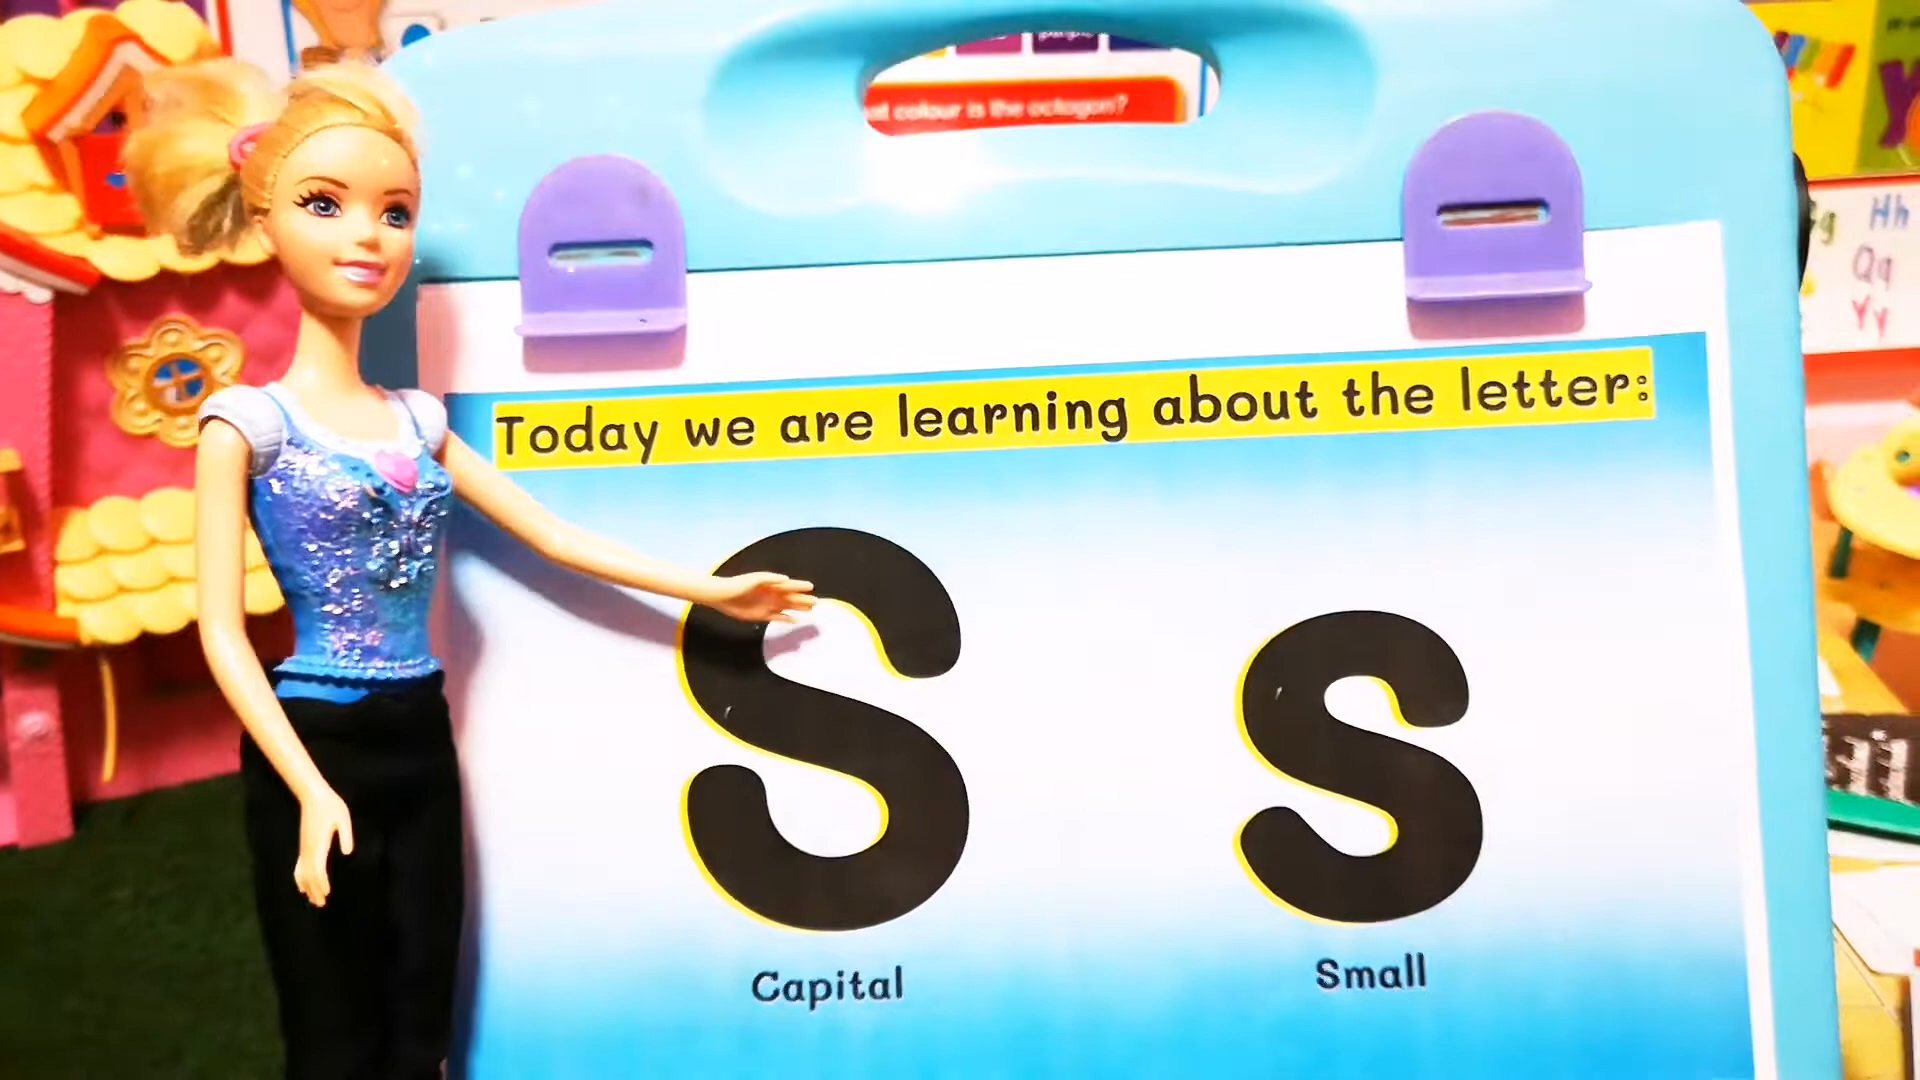 colour is the octagon?
Today we are learning about the letter:
S s
Capital Small
Hh
Qq
Yy